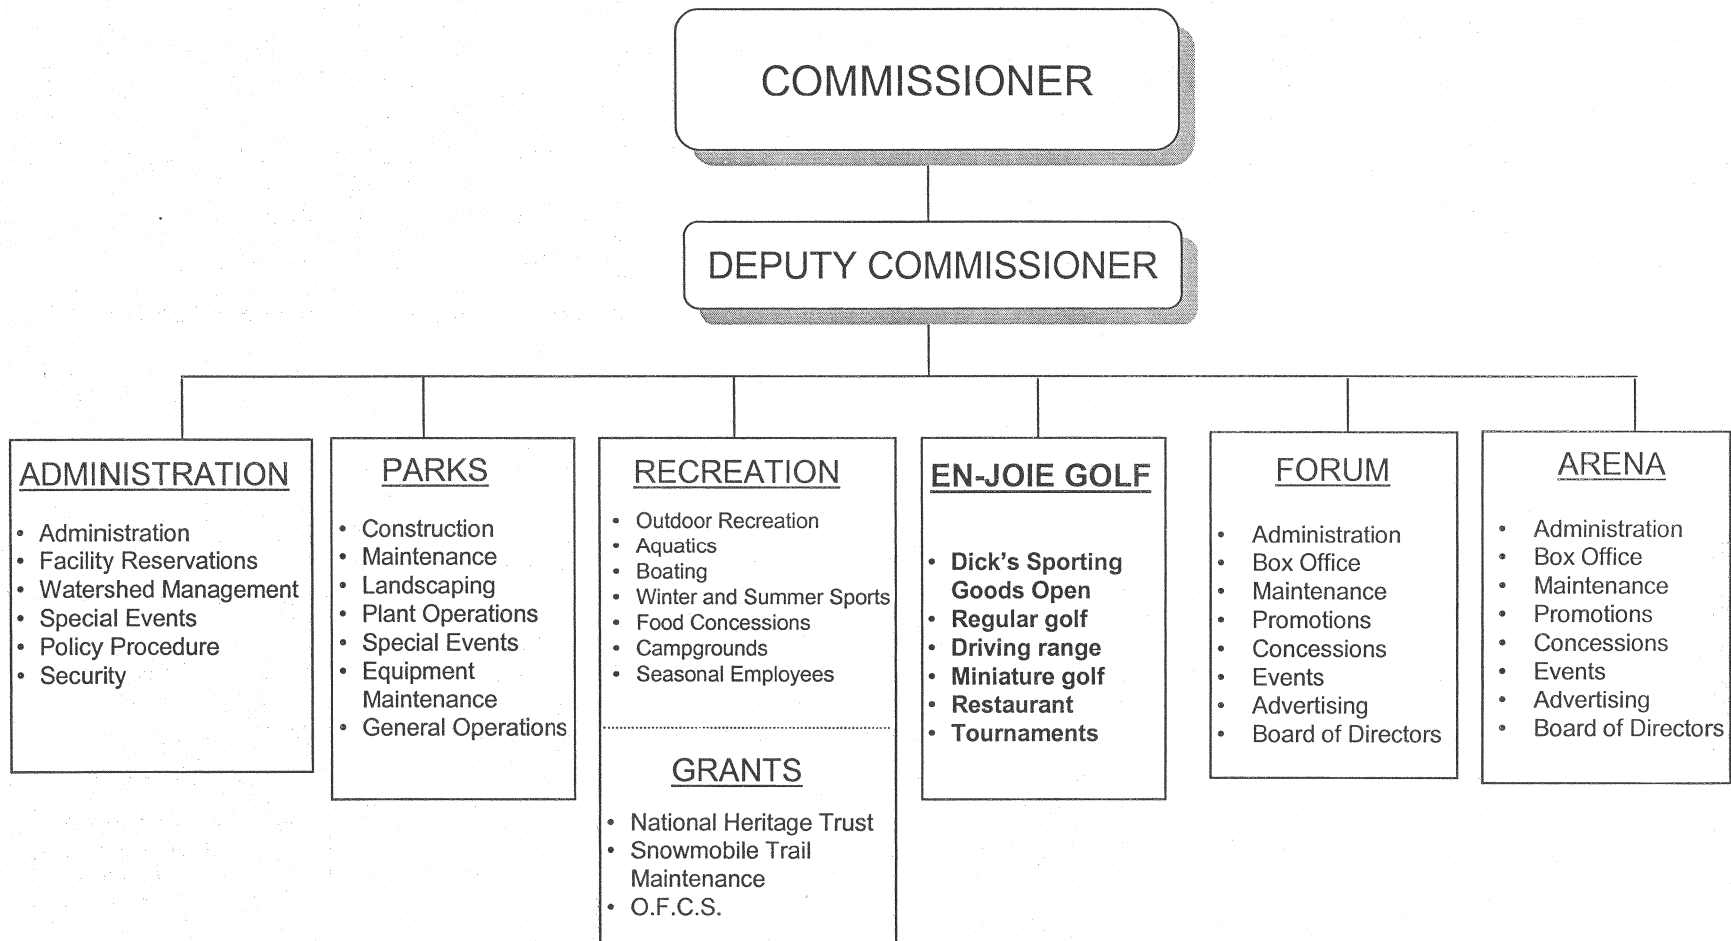 COMMISSIONER
DEPUTY COMMISSIONER
ADMINISTRATION
• Administration
• Facility Reservations
• Watershed Management
• Special Events
• Policy Procedure
• Security
PARKS
• Construction
• Maintenance
• Landscaping
• Plant Operations
• Special Events
• Equipment
Maintenance
• General Operations
RECREATION
• Outdoor Recreation
• Aquatics
• Boating
• Winter and Summer Sports
• Food Concessions
• Campgrounds
• Seasonal Employees
GRANTS
• National Heritage Trust
• Snowmobile Trail
Maintenance
• O.F.C.S.
EN-JOIE GOLF
• Dick's Sporting
Goods Open
• Regular golf
• Driving range
• Miniature golf
• Restaurant
• Tournaments
FORUM
• Administration
• Box Office
• Maintenance
• Promotions
• Concessions
• Events
• Advertising
• Board of Directors
ARENA
• Administration
• Box Office
• Maintenance
• Promotions
• Concessions
• Events
• Advertising
• Board of Directors